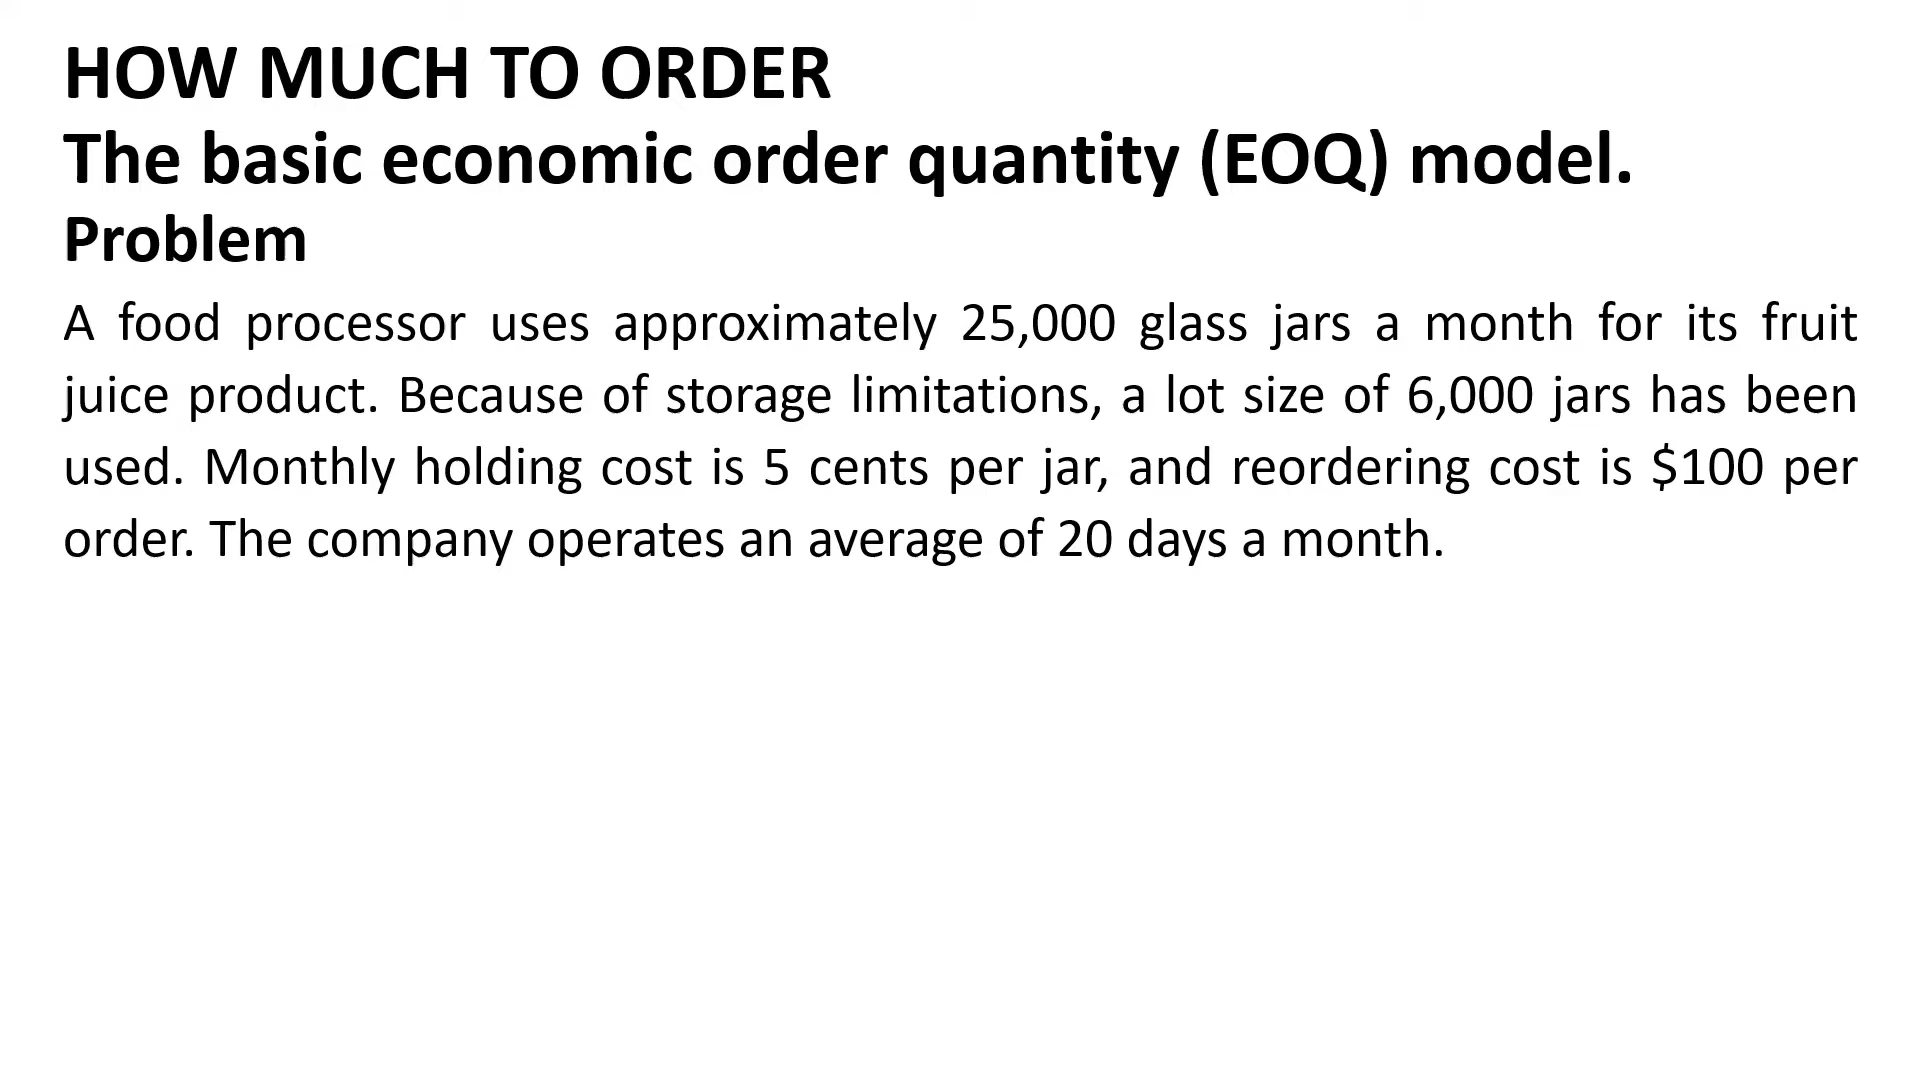 HOW MUCH TO ORDER
The basic economic order quantity (EOQ) model.
Problem
A food processor uses approximately 25,000 glass jars a month for its fruit
juice product. Because of storage limitations, a lot size of 6,000 jars has been
used. Monthly holding cost is 5 cents per jar, and reordering cost is $100 per
order. The company operates an average of 20 days a month.